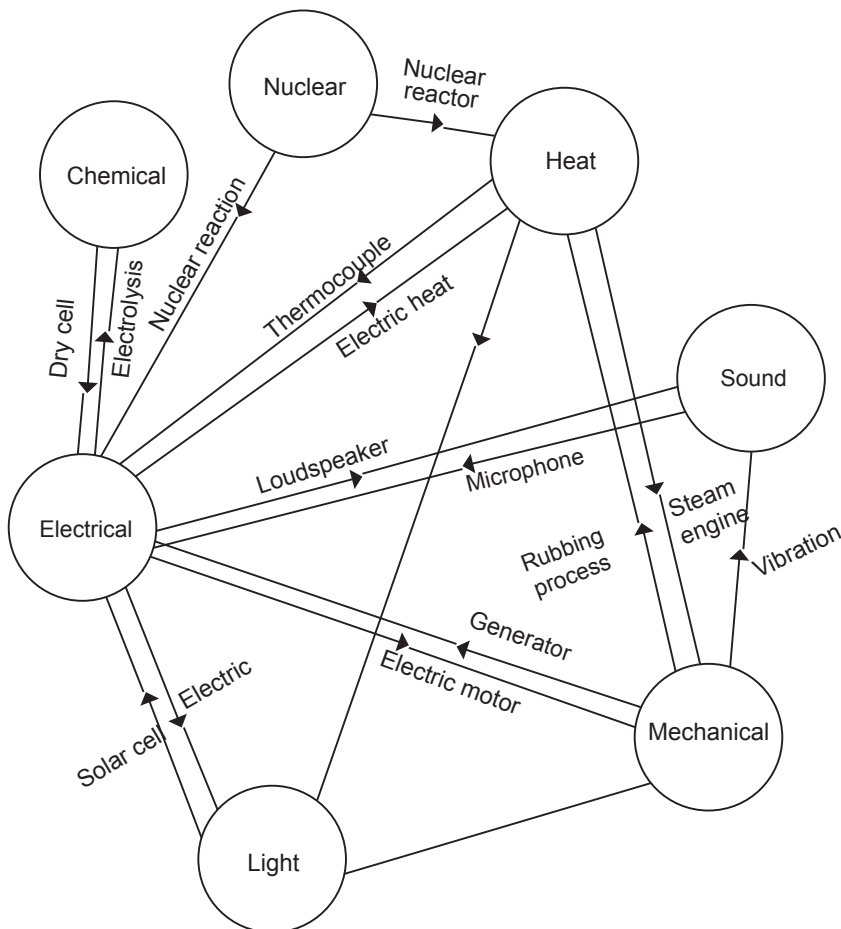 Nuclear
Nuclear
reactor
Heat
Chemical
Nuclear reaction
Thermocouple
Electric heat
Dry cell
Electrolysis
Sound
Loudspeaker
Microphone
Electrical
Steam
engine
Rubbing
process
Vibration
Generator
Electric motor
Electric
Solar cell
Mechanical
Light